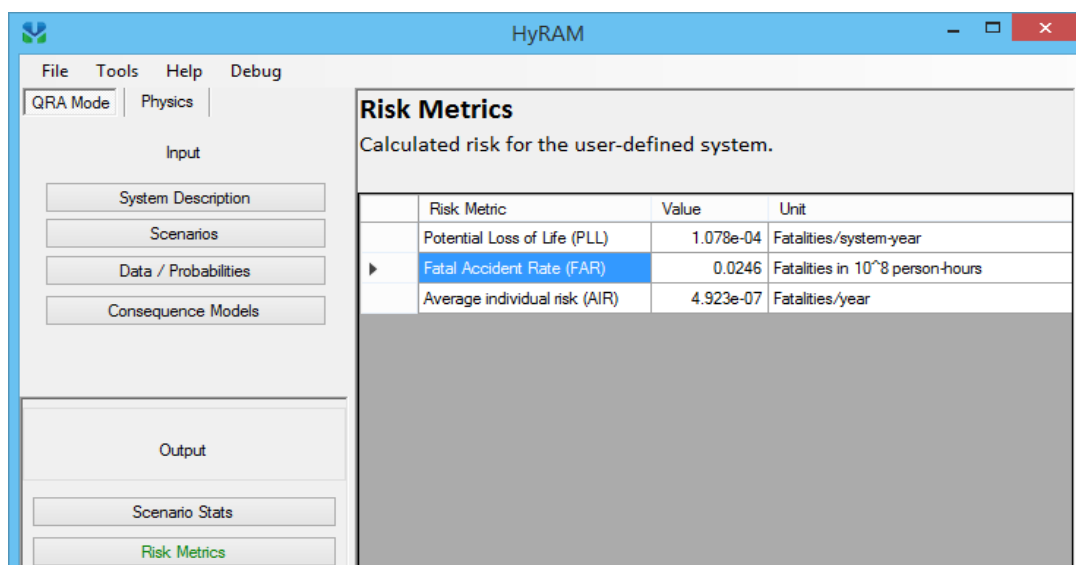 HyRAM
File Tools Help Debug
QRA Mode Physics
Input
System Description
Scenarios
Data / Probabilities
Consequence Models
Output
Scenario Stats
Risk Metrics
Risk Metrics
Calculated risk for the user-defined system.
Risk Metric Value Unit
Potential Loss of Life (PLL) 1.078e-04 Fatalities/system-year
Fatal Accident Rate (FAR) 0.0246 Fatalities in 10^8 person-hours
Average individual risk (AIR) 4.923e-07 Fatalities/year